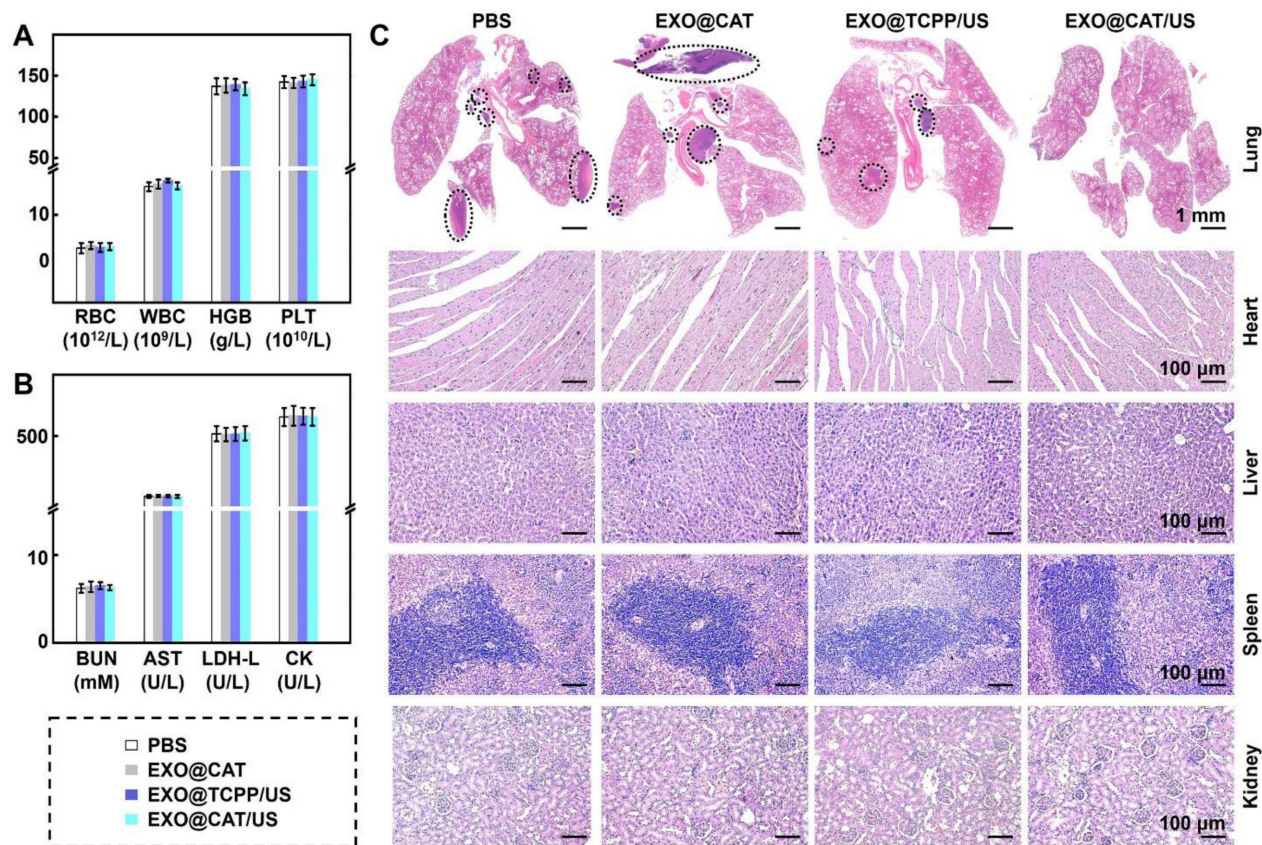 A
150
100
50
10
0
RBC WBC HGB PLT
(10¹²/L) (10⁹/L) (g/L) (10¹⁰/L)
B
500
10
0
BUN AST LDH-L CK
(mM) (U/L) (U/L) (U/L)
PBS
EXO@CAT
EXO@TCPP/US
EXO@CAT/US
C
PBS EXO@CAT EXO@TCPP/US EXO@CAT/US
Lung
1 mm
Heart
100 μm
Liver
100 μm
Spleen
100 μm
Kidney
100 μm